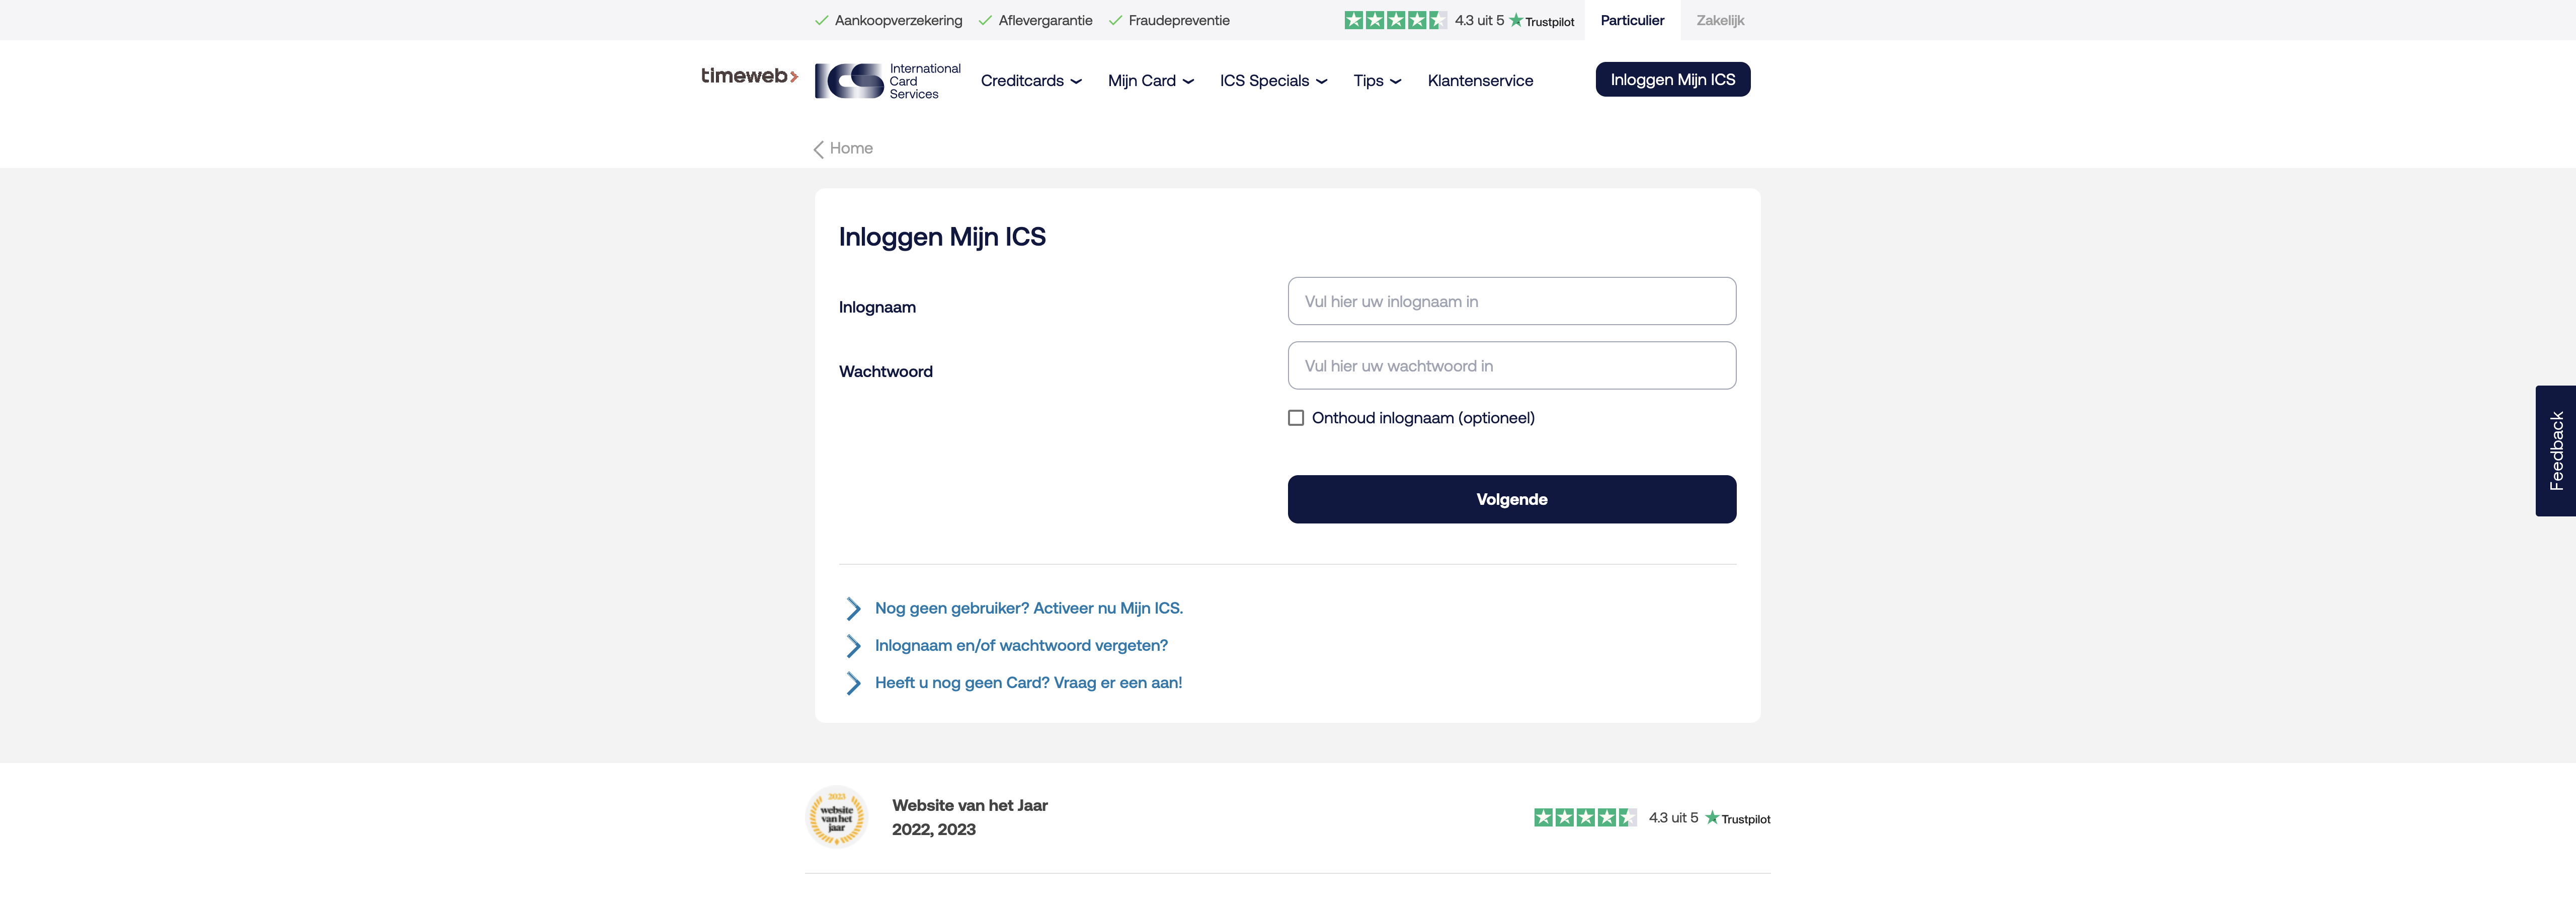 Aankoopverzekering Aflevergarantie Fraudepreventie 4.3 uit 5 Trustpilot Particulier Zakelijk
timeweb ICS International Card Services Creditcards Mijn Card ICS Specials Tips Klantenservice Inloggen Mijn ICS
Home
Inloggen Mijn ICS
Inlognaam Vul hier uw inlognaam in
Wachtwoord Vul hier uw wachtwoord in
Onthoud inlognaam (optioneel)
Volgende
Feedback
Nog geen gebruiker? Activeer nu Mijn ICS.
Inlognaam en/of wachtwoord vergeten?
Heeft u nog geen Card? Vraag er een aan!
2023
website
van het
jaar
Website van het Jaar
2022, 2023
4.3 uit 5 Trustpilot